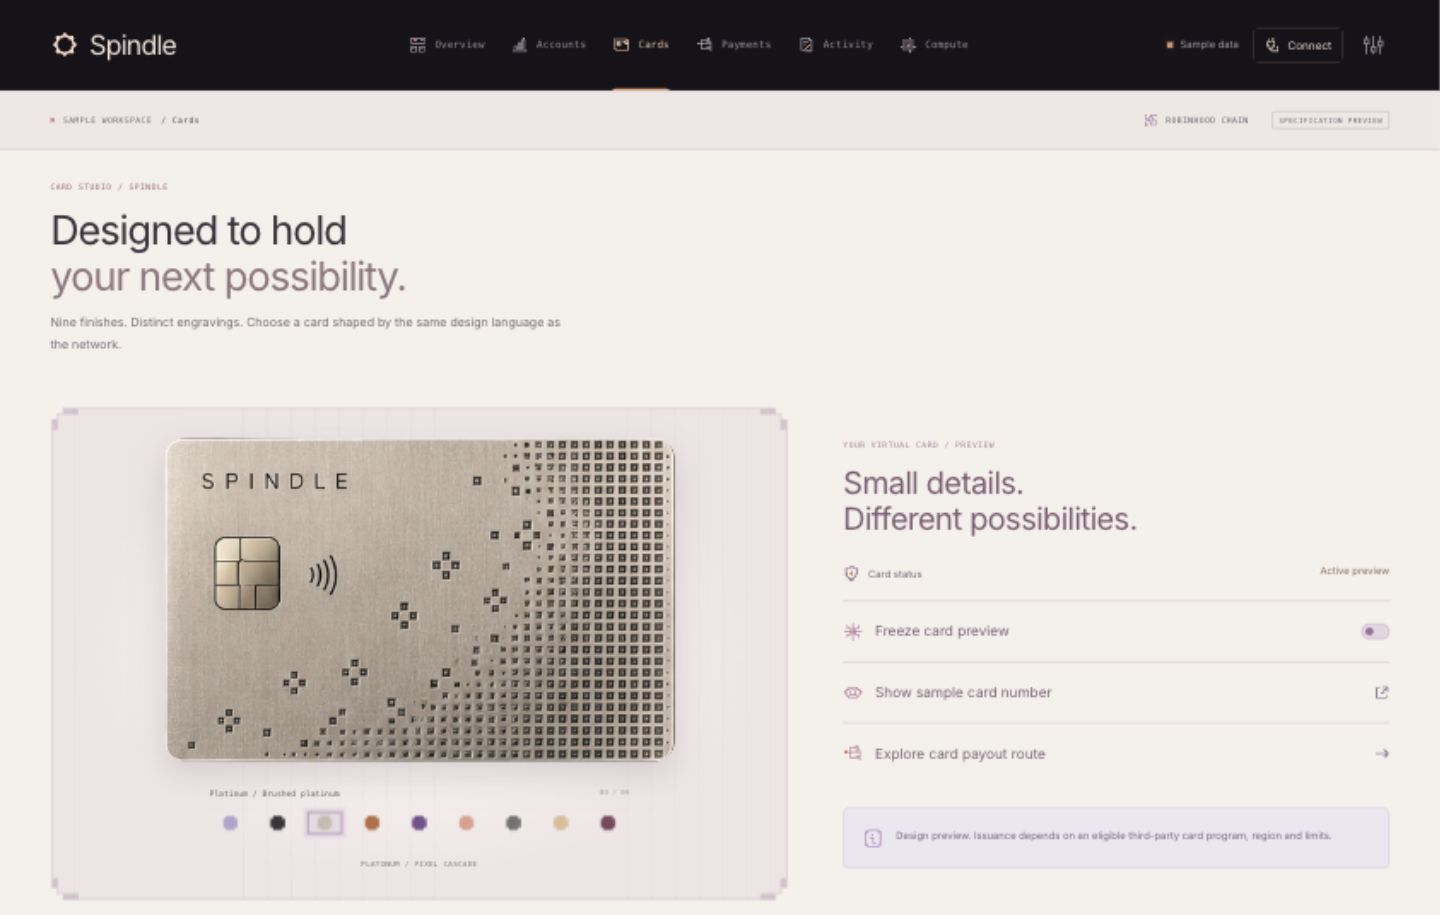 Spindle
Overview
Accounts
Cards
Payments
Activity
Compute
Sample data
Connect
SAMPLE WORKSPACE / Cards
ROBINHOOD CHAIN
SPECIFICATION PREVIEW
CARD STUDIO / SPINDLE
Designed to hold
your next possibility.
Nine finishes. Distinct engravings. Choose a card shaped by the same design language as
the network.
SPINDLE
Platinum / Brushed platinum
03 / 09
PLATINUM / PIXEL CASCADE
YOUR VIRTUAL CARD / PREVIEW
Small details.
Different possibilities.
Card status
Active preview
Freeze card preview
Show sample card number
Explore card payout route
Design preview. Issuance depends on an eligible third-party card program, region and limits.